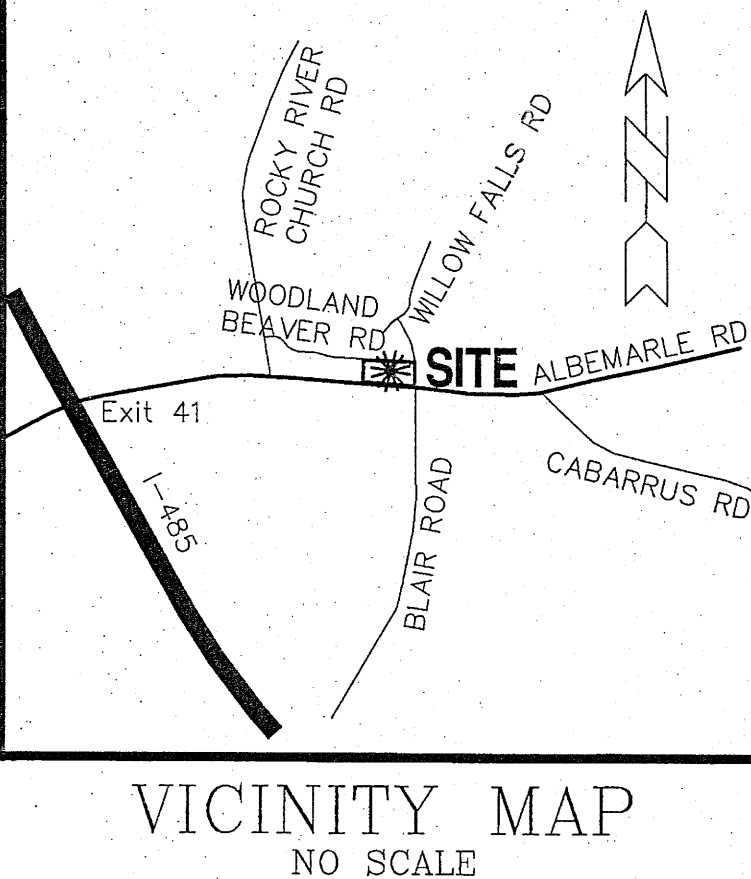 ROCKY RIVER
CHURCH RD
WILLOW FALLS RD
WOODLAND
BEAVER RD
SITE
ALBEMARLE RD
Exit 41
CABARRUS RD
I-485
BLAIR ROAD
VICINITY MAP
NO SCALE